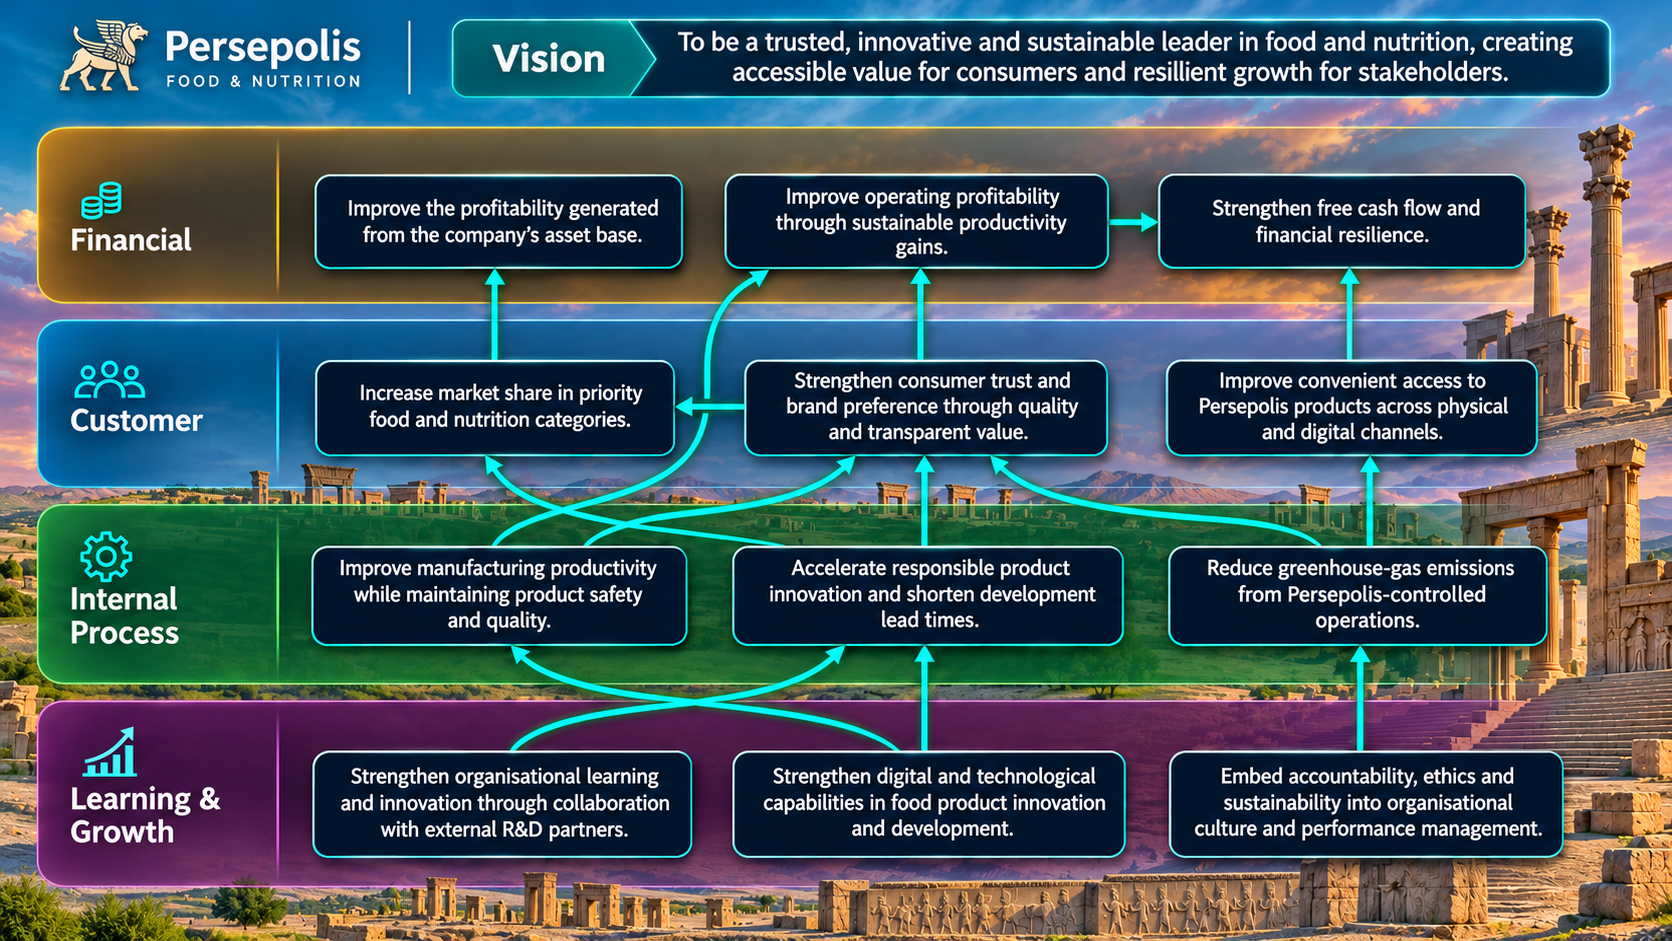 Persepolis
FOOD & NUTRITION
Vision
To be a trusted, innovative and sustainable leader in food and nutrition, creating
accessible value for consumers and resillient growth for stakeholders.
Financial
Improve the profitability generated
from the company's asset base.
Improve operating profitability
through sustainable productivity
gains.
Strengthen free cash flow and
financial resilience.
Customer
Increase market share in priority
food and nutrition categories.
Strengthen consumer trust and
brand preference through quality
and transparent value.
Improve convenient access to
Persepolis products across physical
and digital channels.
Internal
Process
Improve manufacturing productivity
while maintaining product safety
and quality.
Accelerate responsible product
innovation and shorten development
lead times.
Reduce greenhouse-gas emissions
from Persepolis-controlled
operations.
Learning &
Growth
Strengthen organisational learning
and innovation through collaboration
with external R&D partners.
Strengthen digital and technological
capabilities in food product innovation
and development.
Embed accountability, ethics and
sustainability into organisational
culture and performance management.